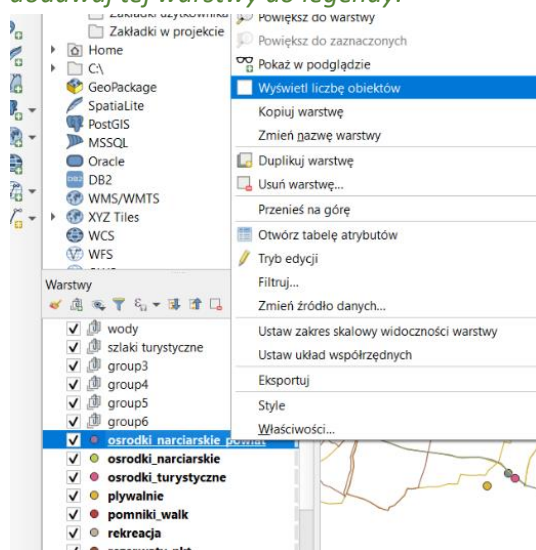 dodawaj tej warstwy do legendy.
Zakładki użytkownika
Zakładki w projekcie
Home
C:\
GeoPackage
SpatiaLite
PostGIS
MSSQL
Oracle
DB2
DB2
WMS/WMTS
XYZ Tiles
WCS
WFS
Powiększ do warstwy
Powiększ do zaznaczonych
Pokaż w podglądzie
Wyświetl liczbę obiektów
Kopiuj warstwę
Zmień nazwę warstwy
Duplikuj warstwę
Usuń warstwę...
Przenieś na górę
Otwórz tabelę atrybutów
Tryb edycji
Filtruj...
Zmień źródło danych...
Ustaw zakres skalowy widoczności warstwy
Ustaw układ współrzędnych
Eksportuj
Style
Właściwości...
Warstwy
wody
szlaki turystyczne
group3
group4
group5
group6
osrodki_narciarskie_powiat
osrodki_narciarskie
osrodki_turystyczne
plywalnie
pomniki_walk
rekreacja
rezerwaty_pkt